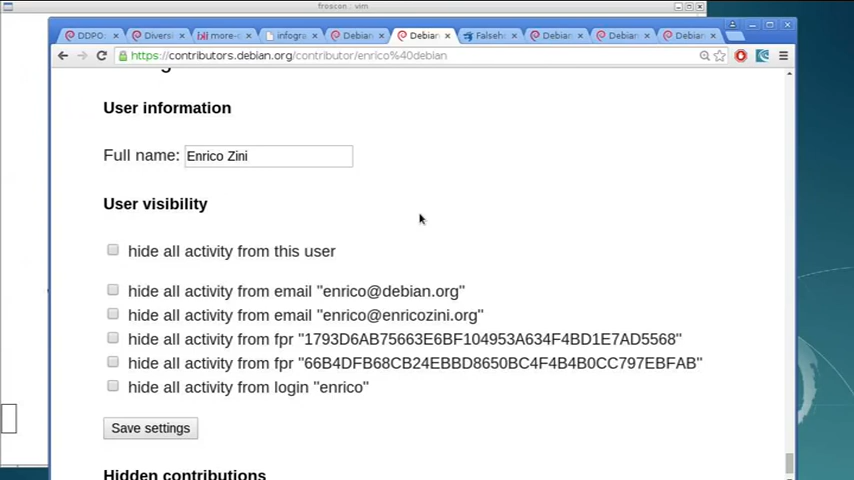 froscon : vim
DDPO:
Diversi
more-c
infogra
Debian
Debian
Falseh
Debian
Debian
Debian
https://contributors.debian.org/contributor/enrico%40debian
User information
Full name: Enrico Zini
User visibility
hide all activity from this user
hide all activity from email "enrico@debian.org"
hide all activity from email "enrico@enricozini.org"
hide all activity from fpr "1793D6AB75663E6BF104953A634F4BD1E7AD5568"
hide all activity from fpr "66B4DFB68CB24EBBD8650BC4F4B4B0CC797EBFAB"
hide all activity from login "enrico"
Save settings
Hidden contributions